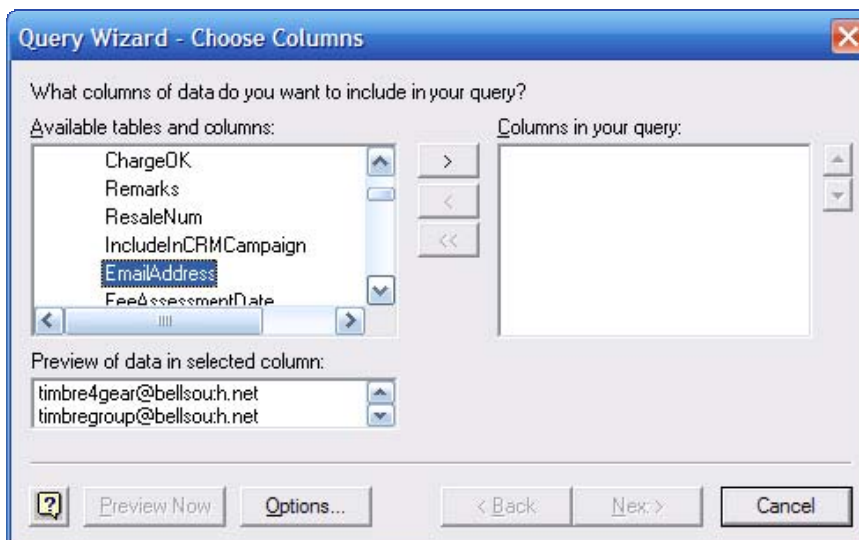 Query Wizard - Choose Columns
What columns of data do you want to include in your query?
Available tables and columns:
Columns in your query:
ChargeOK
Remarks
ResaleNum
IncludeInCRMCampaign
EmailAddress
FeeAssessmentDate
>
<
<<
Preview of data in selected column:
timbre4gear@bellsouth.net
timbregroup@bellsouth.net
?
Preview Now
Options...
< Back
Next >
Cancel